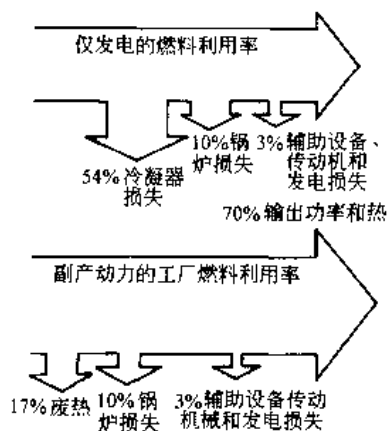 仅发电的燃料利用率
10%锅
炉损失
3%辅助设备、
传动机和
发电损失
54%冷凝器
损失
70%输出功率和热
副产动力的工厂燃料利用率
17%废热
10%锅
炉损失
3%辅助设备传动
机械和发电损失